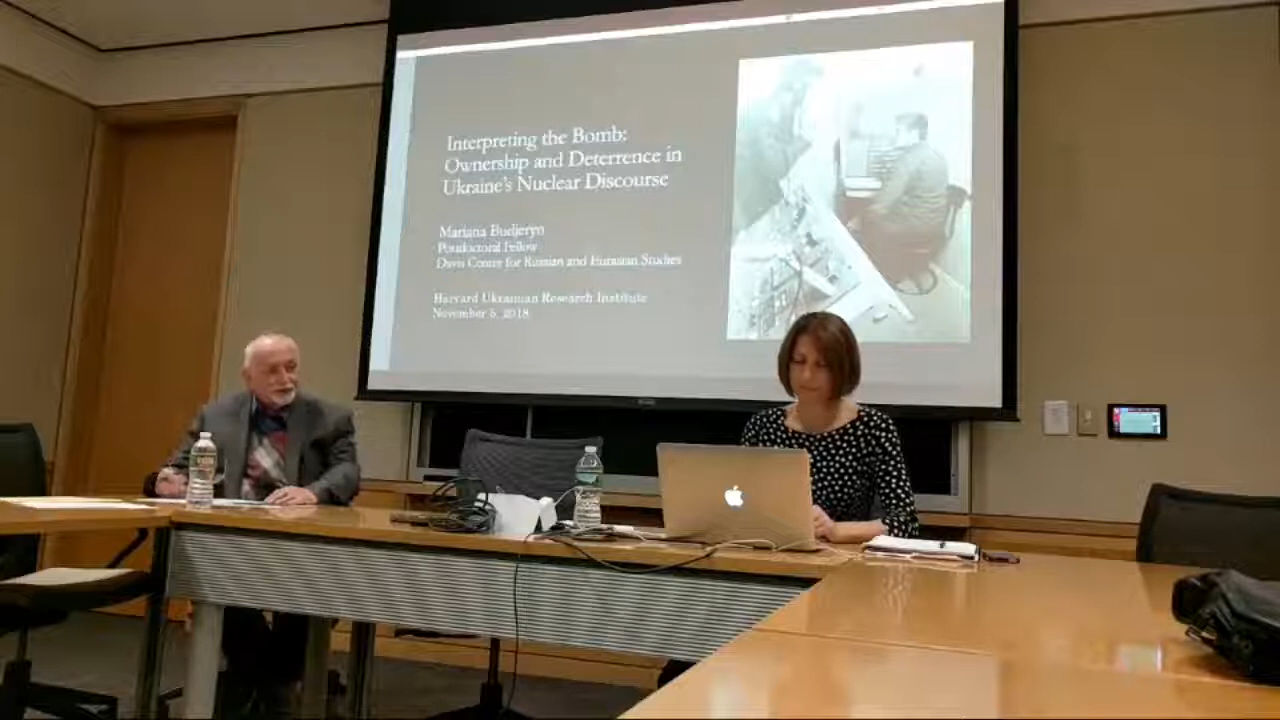 Interpreting the Bomb:
Ownership and Deterrence in
Ukraine's Nuclear Discourse
Mariana Budjeryn
Postdoctoral Fellow
Davis Center for Russian and Eurasian Studies
Harvard Ukrainian Research Institute
November 5, 2018